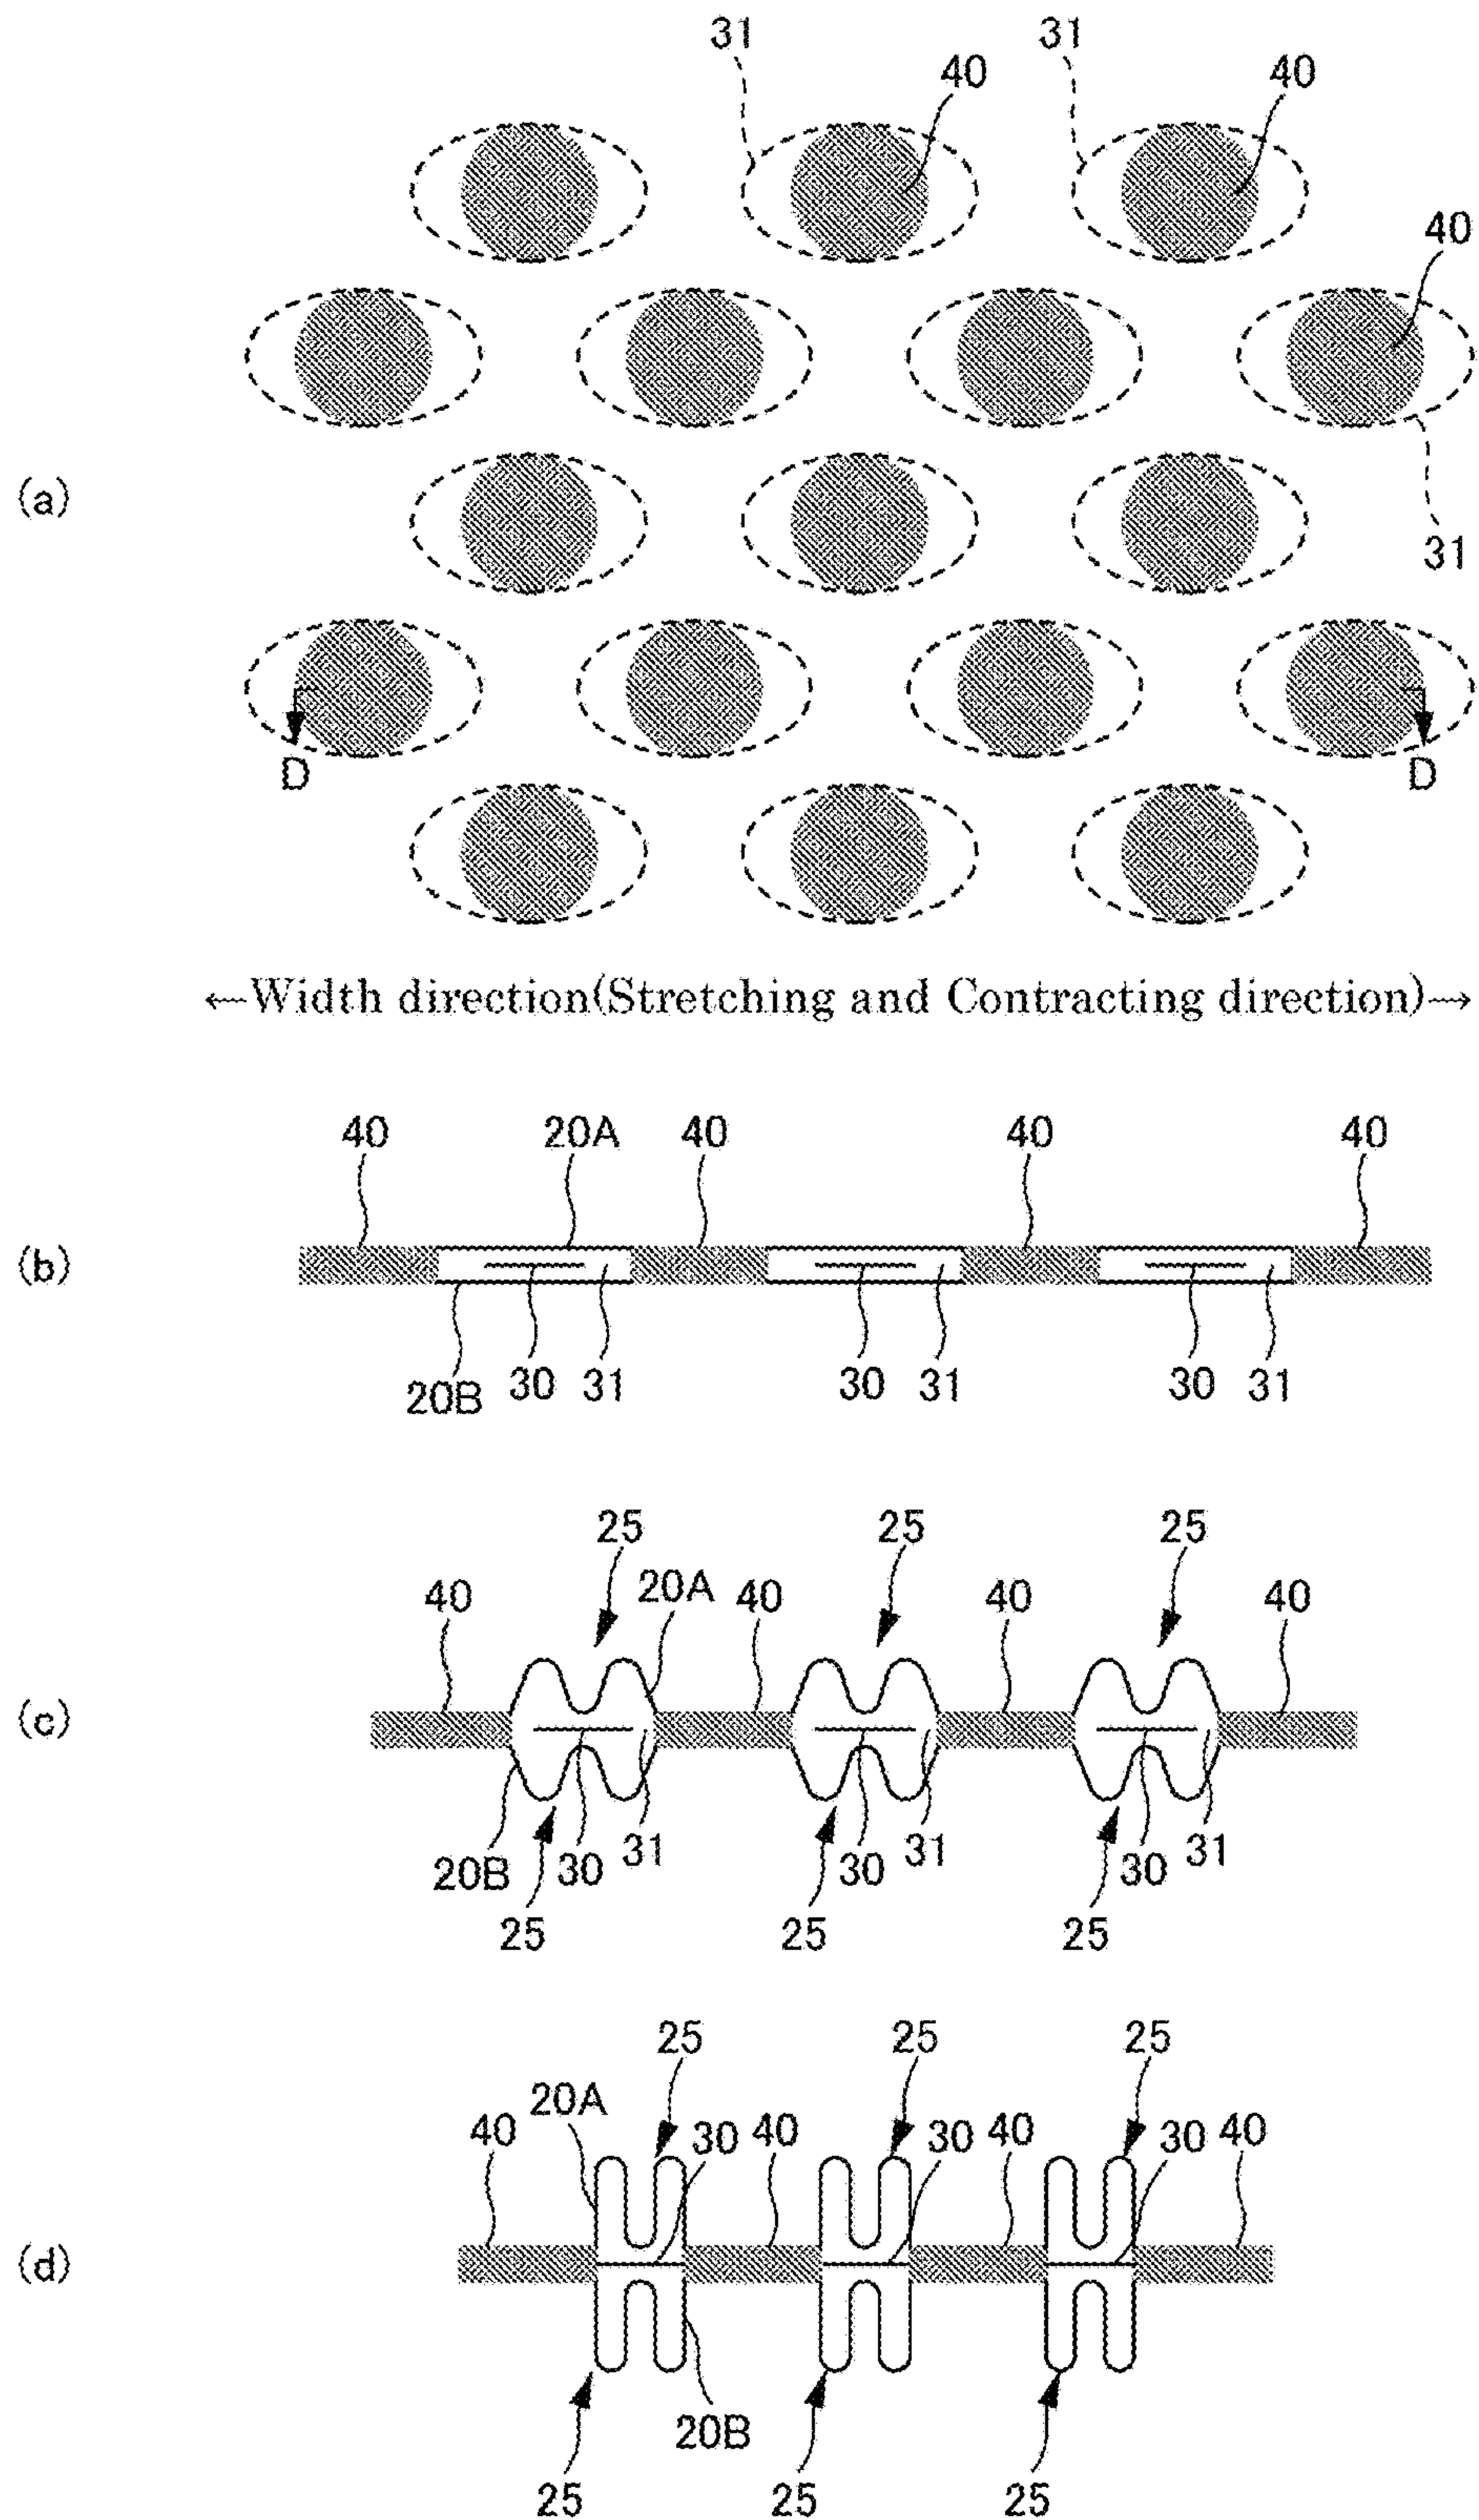 31 31
40 40
40
(a)
31
D D
←Width direction(Stretching and Contracting direction)→
40 20A 40 40 40
(b)
20B 30 31 30 31 30 31
25 25 25
40 20A 40 40 40
(c)
20B 30 31 30 31 30 31
25 25 25
25 25 25
20A
40 30 40 30 40 30 40
(d)
20B
25 25 25